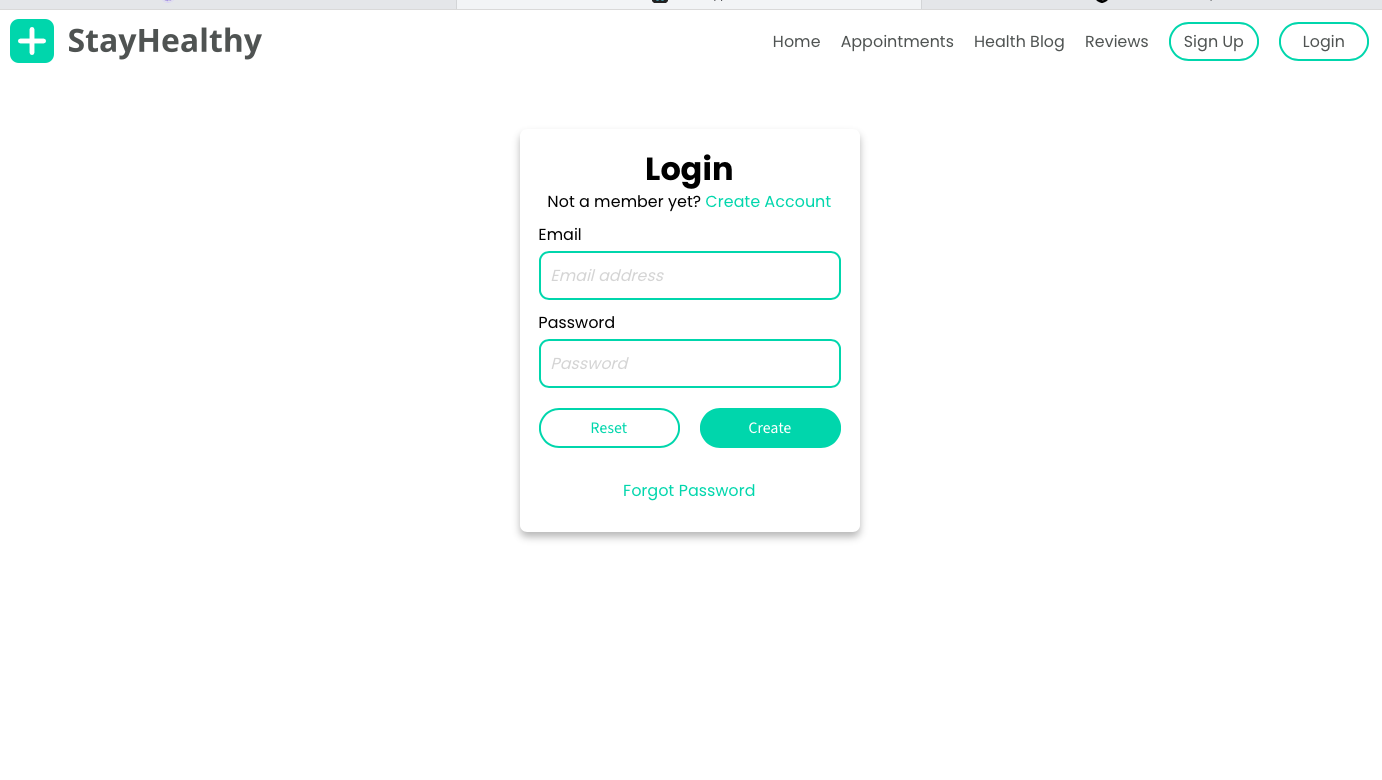 StayHealthy
Home Appointments Health Blog Reviews Sign Up Login
Login
Not a member yet? Create Account
Email
Email address
Password
Password
Reset Create
Forgot Password